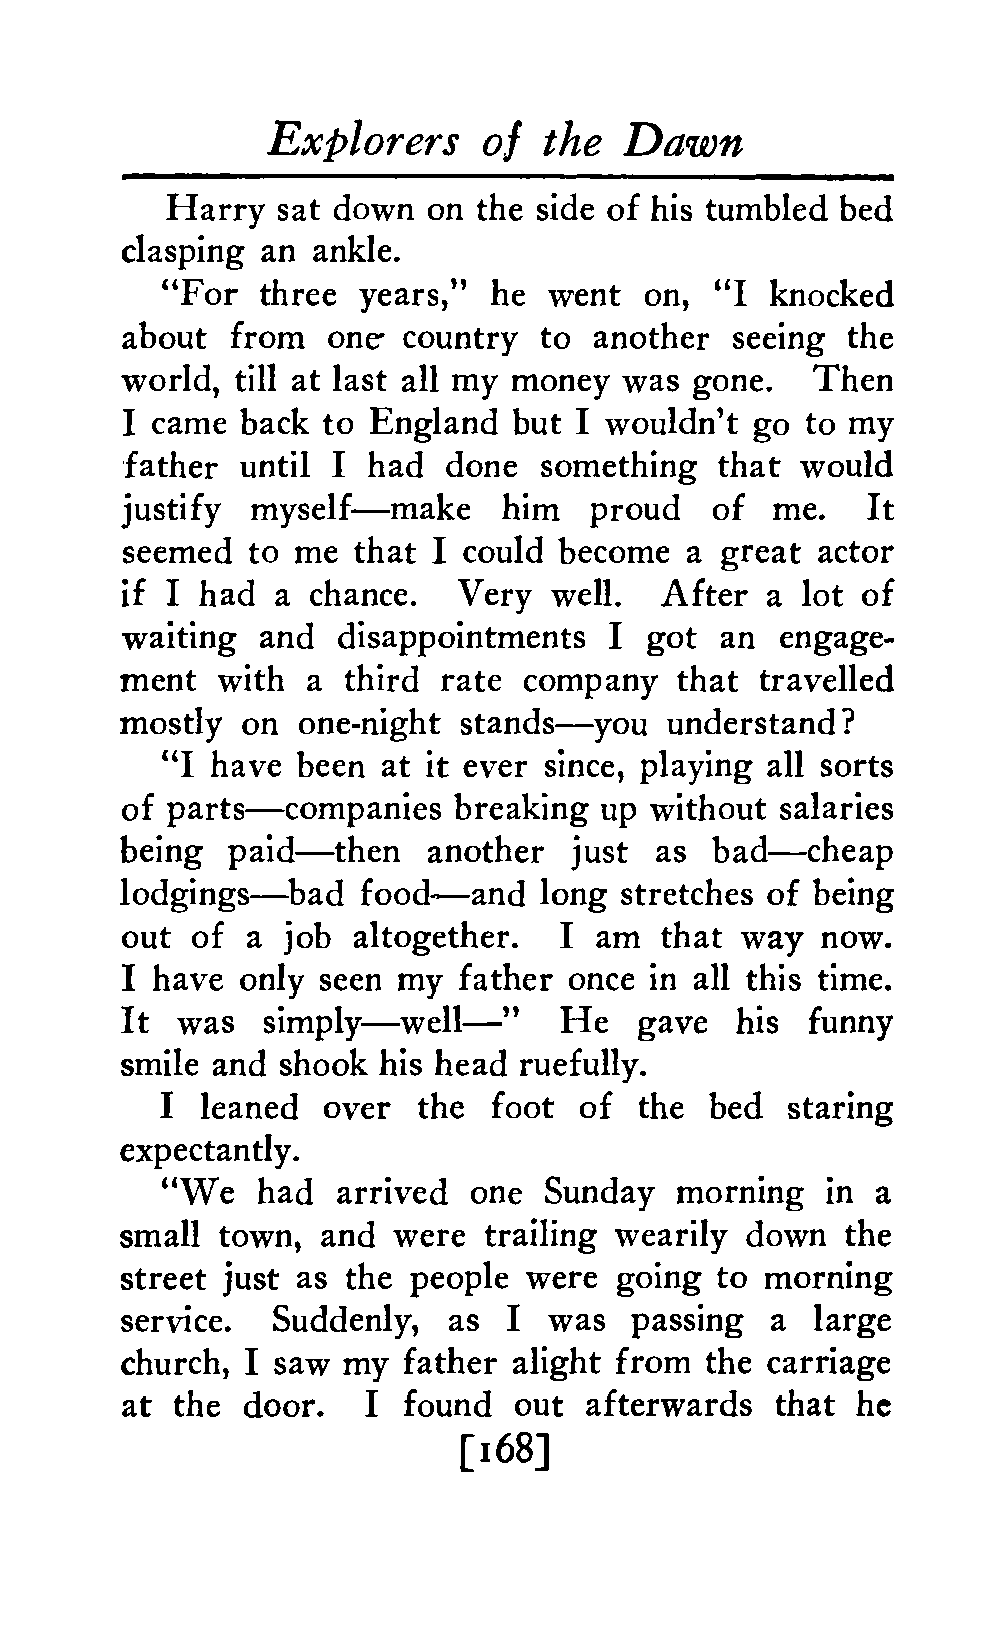 Explorers of the Dawn
Harry sat down on the side of his tumbled bed
clasping an ankle.
“For three years,” he went on, “I knocked
about from one country to another seeing the
world, till at last all my money was gone. Then
I came back to England but I wouldn’t go to my
father until I had done something that would
justify myself—make him proud of me. It
seemed to me that I could become a great actor
if I had a chance. Very well. After a lot of
waiting and disappointments I got an engage-
ment with a third rate company that travelled
mostly on one-night stands—you understand?
“I have been at it ever since, playing all sorts
of parts—companies breaking up without salaries
being paid—then another just as bad—cheap
lodgings—bad food—and long stretches of being
out of a job altogether. I am that way now.
I have only seen my father once in all this time.
It was simply—well—” He gave his funny
smile and shook his head ruefully.
I leaned over the foot of the bed staring
expectantly.
“We had arrived one Sunday morning in a
small town, and were trailing wearily down the
street just as the people were going to morning
service. Suddenly, as I was passing a large
church, I saw my father alight from the carriage
at the door. I found out afterwards that he
[168]